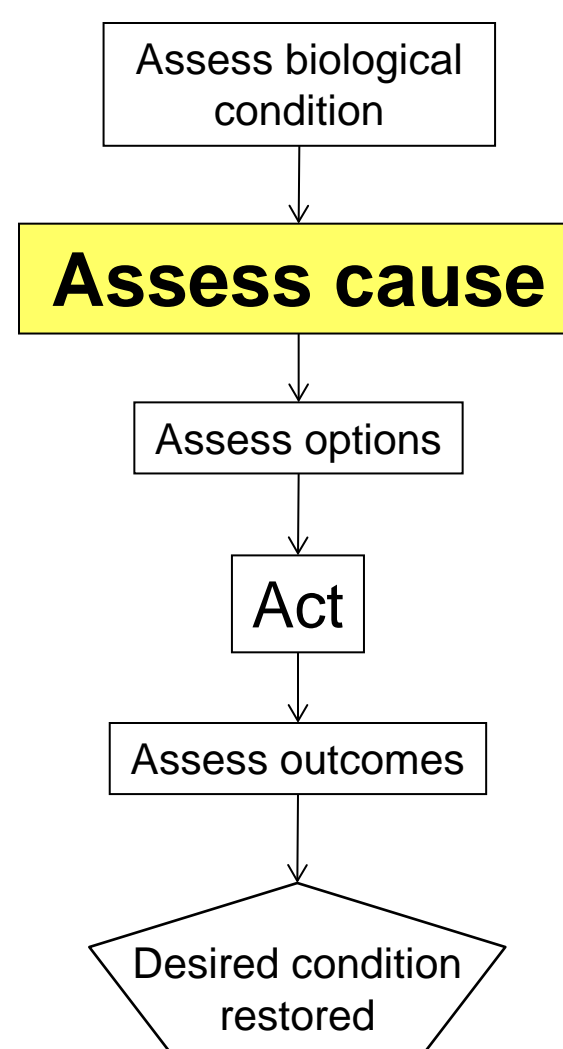 Assess biological
condition
Assess cause
Assess options
Act
Assess outcomes
Desired condition
restored